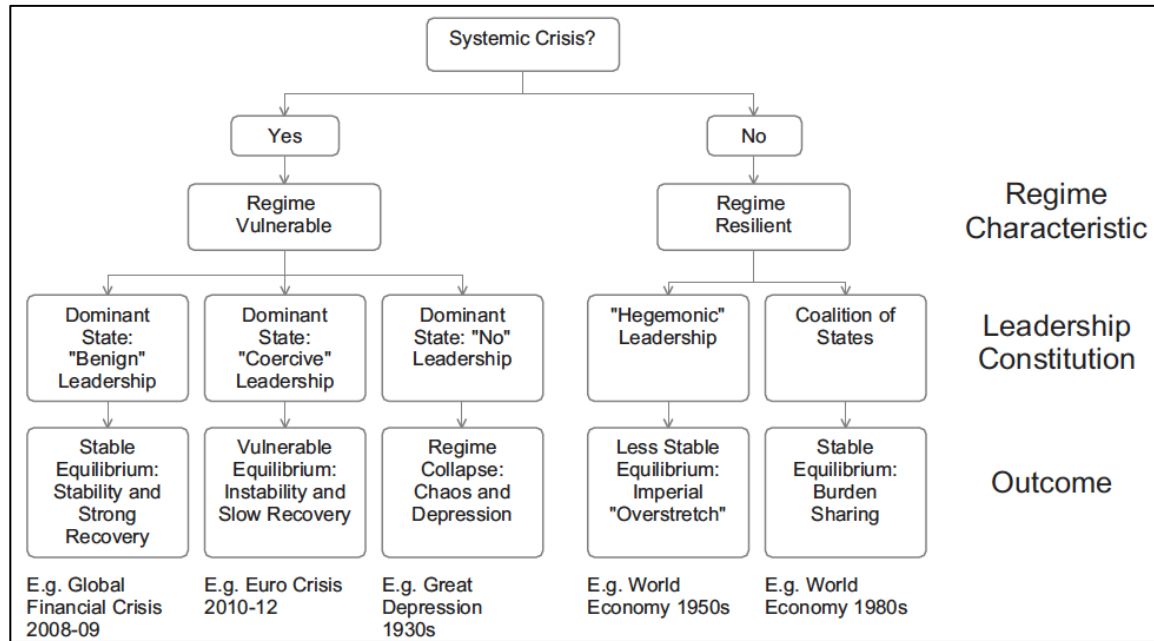 Systemic Crisis?
Yes
No
Regime
Vulnerable
Regime
Resilient
Regime
Characteristic
Dominant
State:
"Benign"
Leadership
Dominant
State:
"Coercive"
Leadership
Dominant
State: "No"
Leadership
"Hegemonic"
Leadership
Coalition of
States
Leadership
Constitution
Stable
Equilibrium:
Stability and
Strong
Recovery
Vulnerable
Equilibrium:
Instability and
Slow Recovery
Regime
Collapse:
Chaos and
Depression
Less Stable
Equilibrium:
Imperial
"Overstretch"
Stable
Equilibrium:
Burden
Sharing
Outcome
E.g. Global
Financial Crisis
2008-09
E.g. Euro Crisis
2010-12
E.g. Great
Depression
1930s
E.g. World
Economy 1950s
E.g. World
Economy 1980s